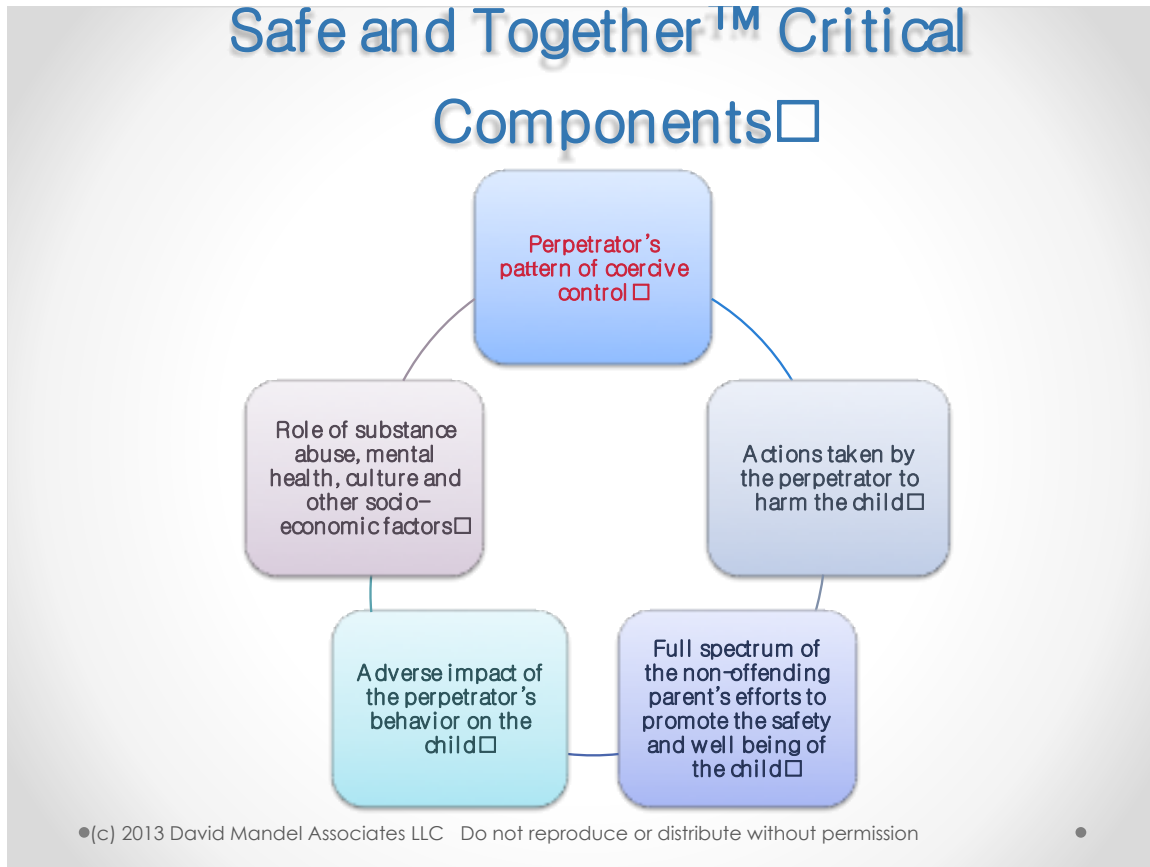 Safe and Together™ Critical
Components□
Perpetrator’s
pattern of coercive
control□
Actions taken by
the perpetrator to
harm the child□
Full spectrum of
the non-offending
parent’s efforts to
promote the safety
and well being of
the child□
Adverse impact of
the perpetrator’s
behavior on the
child□
Role of substance
abuse, mental
health, culture and
other socio-
economic factors□
●(c) 2013 David Mandel Associates LLC   Do not reproduce or distribute without permission ●